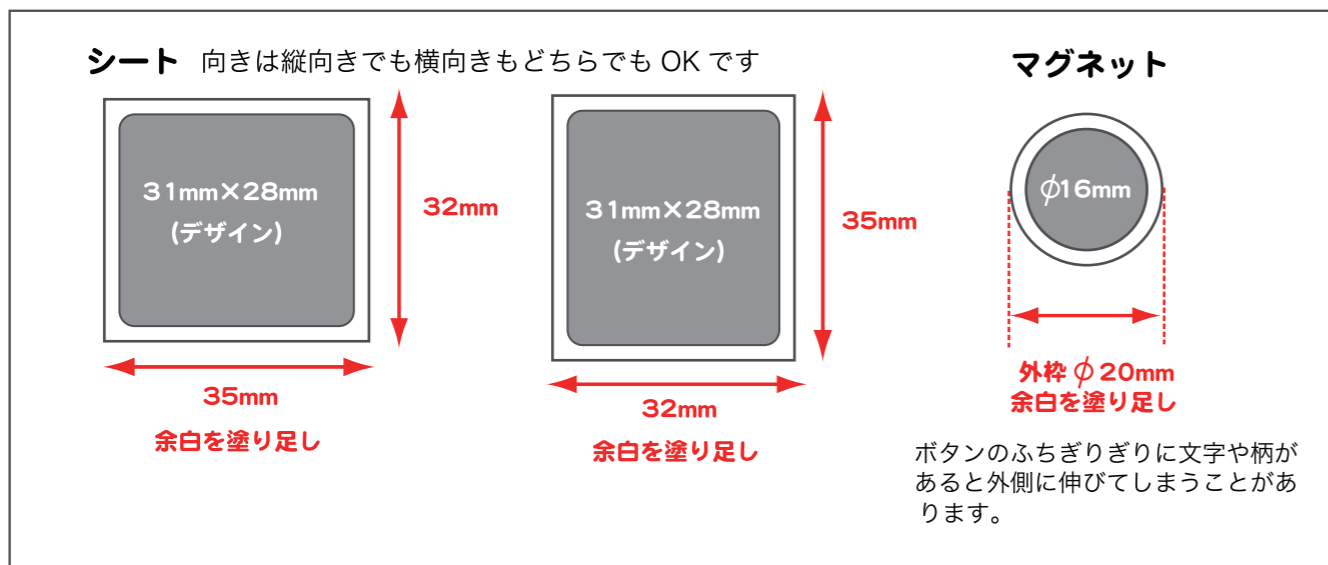 シート 向きは縦向きでも横向きもどちらでも OK です
31mm×28mm
(デザイン)
32mm
35mm
余白を塗り足し
31mm×28mm
(デザイン)
35mm
32mm
余白を塗り足し
マグネット
φ16mm
外枠 φ 20mm
余白を塗り足し
ボタンのふちぎりぎりに文字や柄が
あると外側に伸びてしまうことがあ
ります。